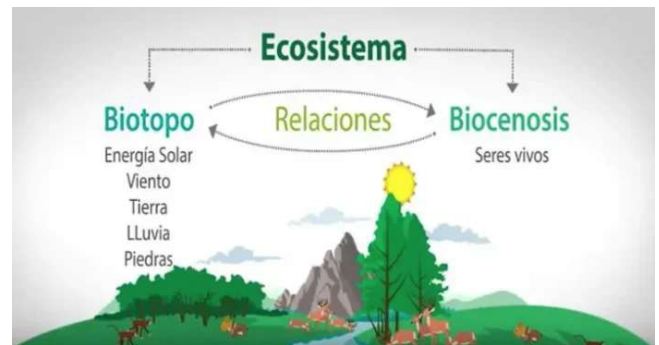 Ecosistema
Biotopo
Relaciones
Biocenosis
Energía Solar
Seres vivos
Viento
Tierra
LLuvia
Piedras